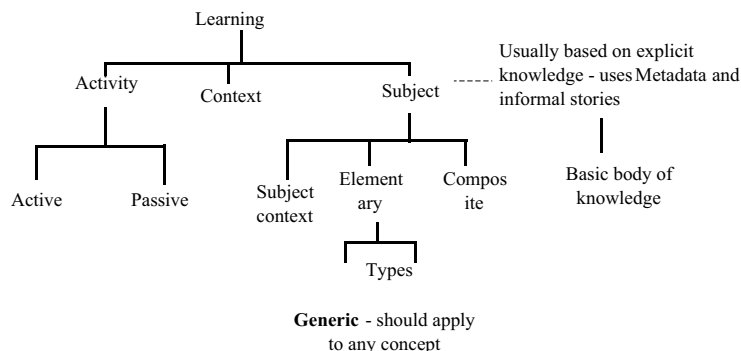 Learning
Activity
Context
Subject
Usually based on explicit
knowledge - uses Metadata and
informal stories
Active
Passive
Subject
context
Element
ary
Compos
ite
Basic body of
knowledge
Types
Generic - should apply
to any concept